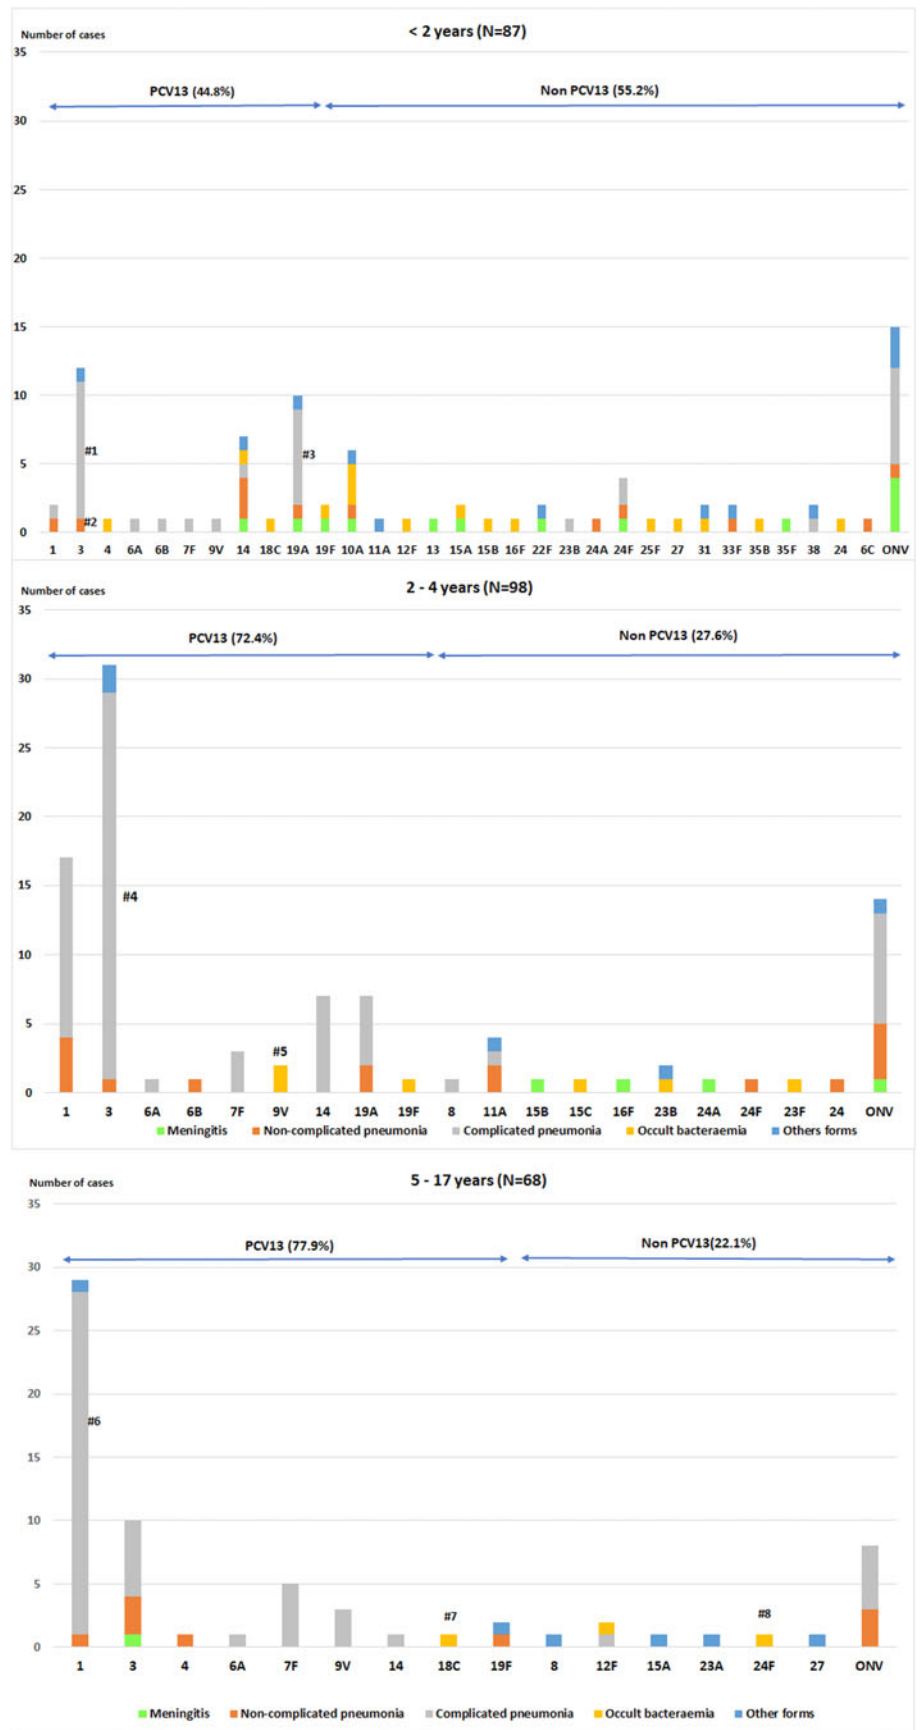 < 2 years (N=87)
Number of cases
35
PCV13 (44.8%) Non PCV13 (55.2%)
30
25
20
15
10
#1 #3
5
#2
0
1 3 4 6A 6B 7F 9V 14 18C 19A 19F 10A 11A 12F 13 15A 15B 16F 22F 23B 24A 24F 25F 27 31 33F 35B 35F 38 24 6C ONV
2 - 4 years (N=98)
Number of cases
35
PCV13 (72.4%) Non PCV13 (27.6%)
30
25
20
15
#4
10
5
#5
0
1 3 6A 6B 7F 9V 14 19A 19F 8 11A 15B 15C 16F 23B 24A 24F 23F 24 ONV
Meningitis Non-complicated pneumonia Complicated pneumonia Occult bacteraemia Others forms
5 - 17 years (N=68)
Number of cases
35
PCV13 (77.9%) Non PCV13(22.1%)
30
25
20
#6
15
10
5
#7 #8
0
1 3 4 6A 7F 9V 14 18C 19F 8 12F 15A 23A 24F 27 ONV
Meningitis Non-complicated pneumonia Complicated pneumonia Occult bacteraemia Other forms